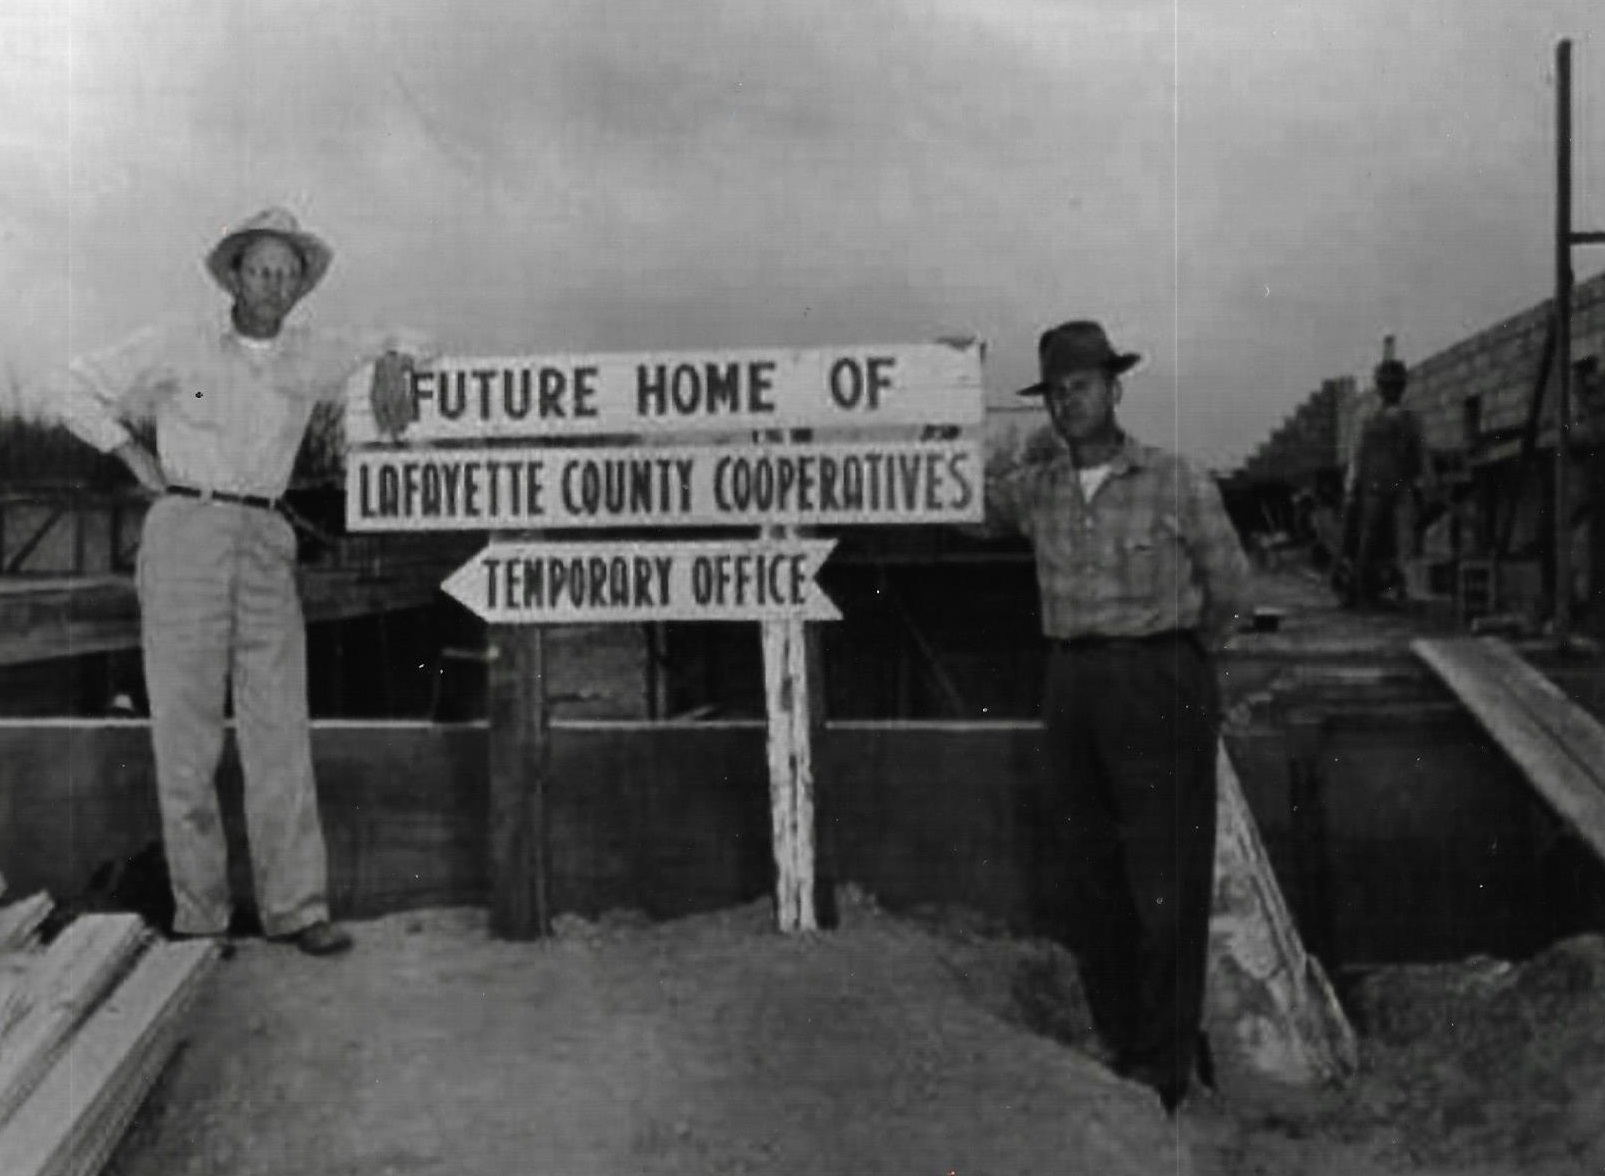 FUTURE HOME OF
LAFAYETTE COUNTY COOPERATIVES
TEMPORARY OFFICE